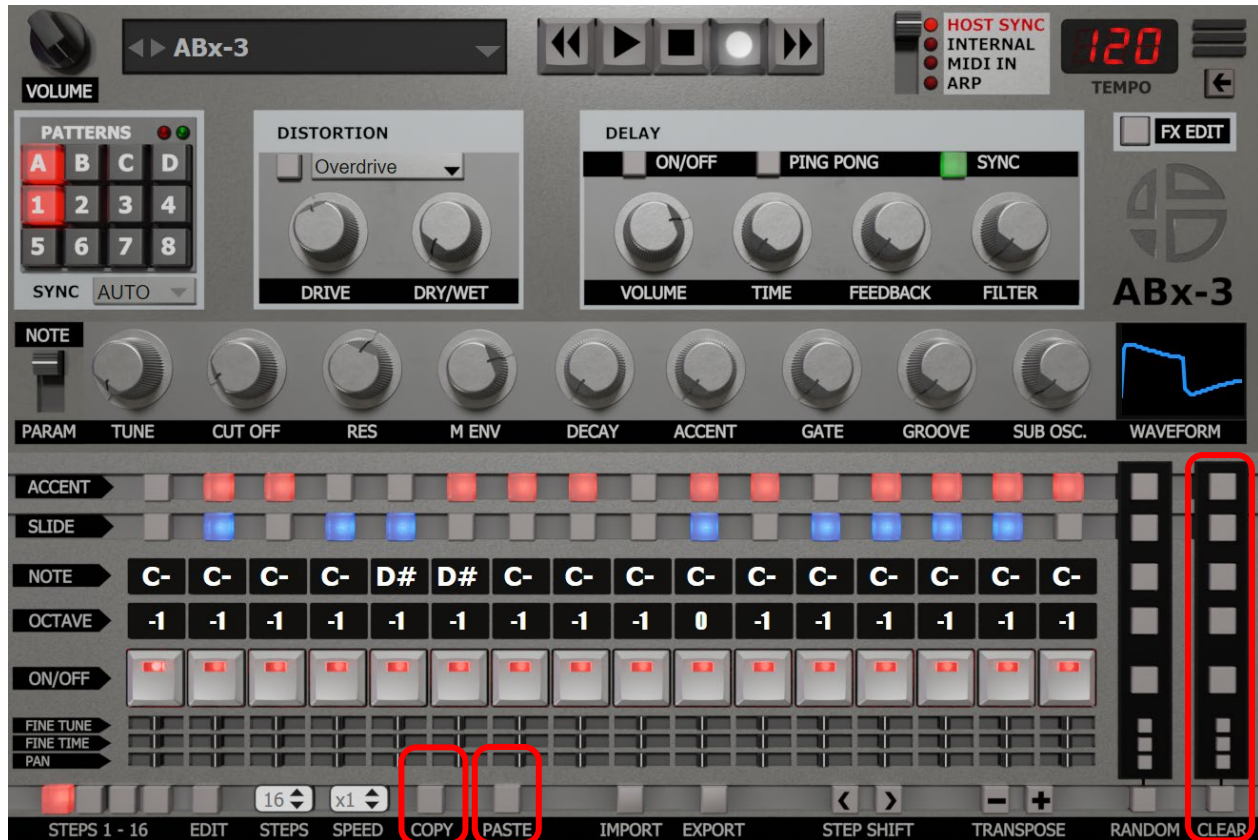 ABx-3
VOLUME
HOST SYNC
INTERNAL
MIDI IN
ARP
120
TEMPO
PATTERNS
A B C D
1 2 3 4
5 6 7 8
SYNC AUTO
DISTORTION
Overdrive
DRIVE DRY/WET
DELAY
ON/OFF PING PONG SYNC
VOLUME TIME FEEDBACK FILTER
FX EDIT
ABx-3
NOTE
PARAM TUNE CUT OFF RES M ENV DECAY ACCENT GATE GROOVE SUB OSC. WAVEFORM
ACCENT
SLIDE
NOTE C- C- C- C- D# D# C- C- C- C- C- C- C- C- C- C-
OCTAVE -1 -1 -1 -1 -1 -1 -1 -1 -1 0 -1 -1 -1 -1 -1 -1
ON/OFF
FINE TUNE
FINE TIME
PAN
16 x1 < > - +
STEPS 1 - 16 EDIT STEPS SPEED COPY PASTE IMPORT EXPORT STEP SHIFT TRANSPOSE RANDOM CLEAR